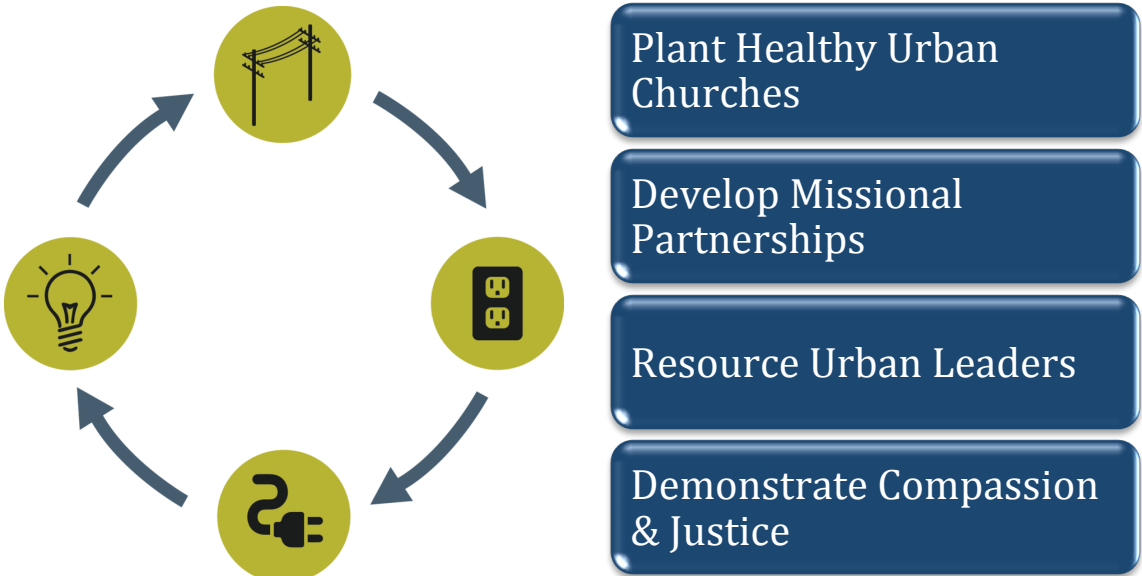 Plant Healthy Urban
Churches
Develop Missional
Partnerships
Resource Urban Leaders
Demonstrate Compassion
& Justice